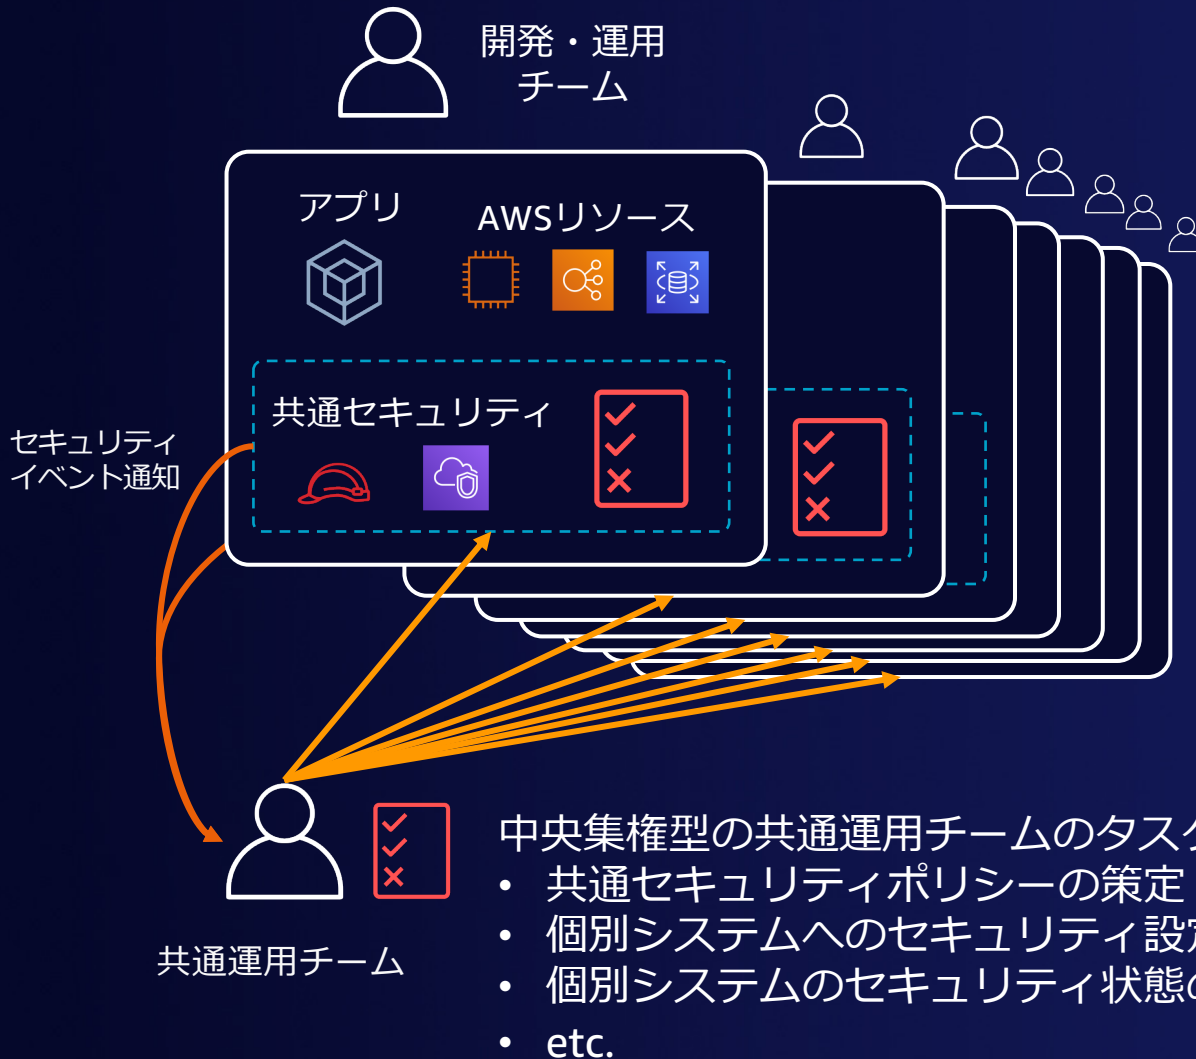 開発・運用
チーム
アプリ
AWSリソース
共通セキュリティ
セキュリティ
イベント通知
共通運用チーム
中央集権型の共通運用チームのタスク
• 共通セキュリティポリシーの策定
• 個別システムへのセキュリティ設定
• 個別システムのセキュリティ状態の
• etc.